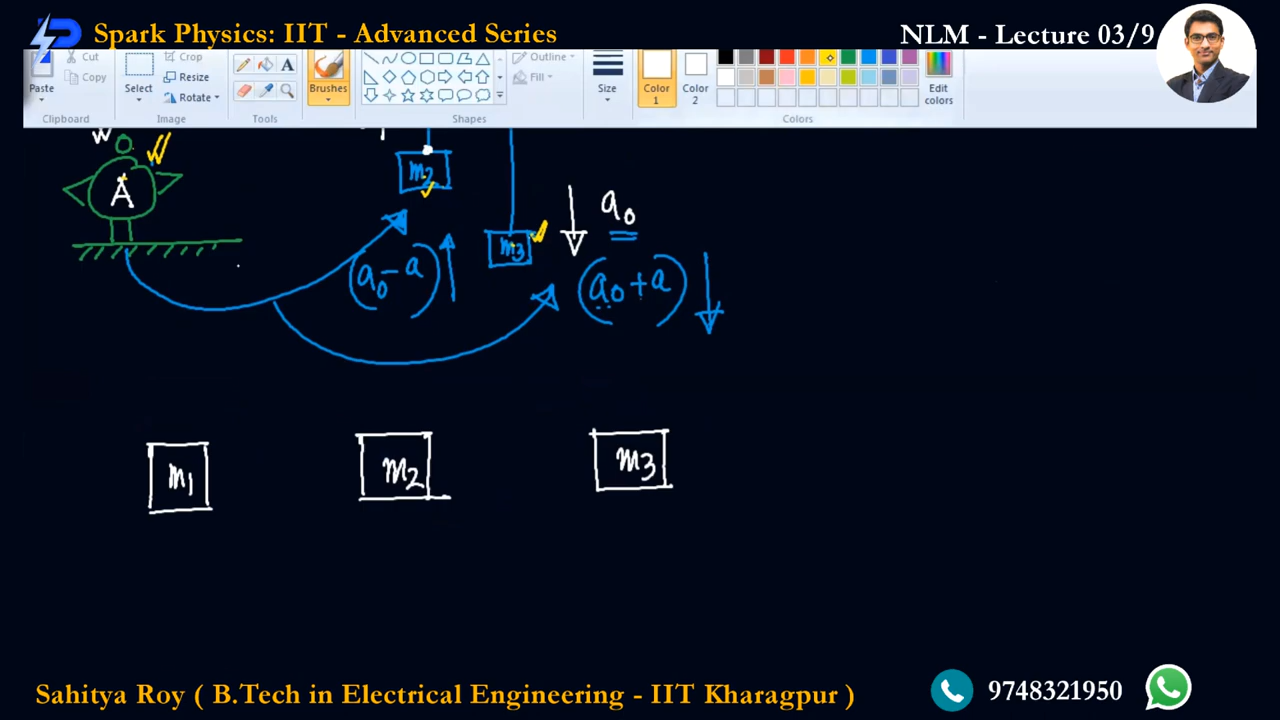 Spark Physics: IIT - Advanced Series
NLM - Lecture 03/9
Paste
Cut
Copy
Clipboard
Select
Crop
Resize
Rotate
Image
Tools
Brushes
Shapes
Outline
Fill
Size
Color 1
Color 2
Edit colors
Colors
A
m2
m3
a0
(a0 - a)
(a0 + a)
m1
m2
m3
Sahitya Roy ( B.Tech in Electrical Engineering - IIT Kharagpur )
9748321950